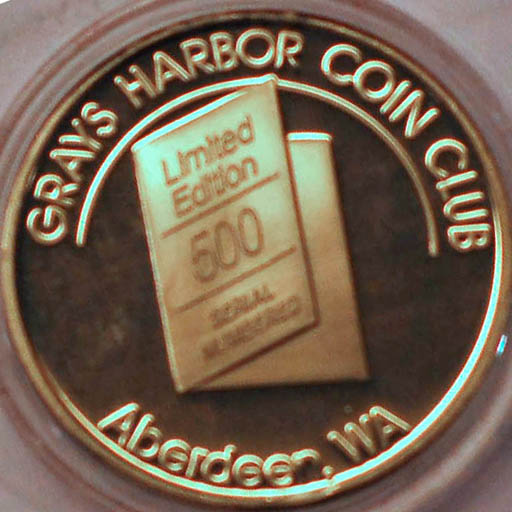 GRAYS HARBOR COIN CLUB
Limited
Edition
500
SERIAL
NUMBERED
Aberdeen, WA